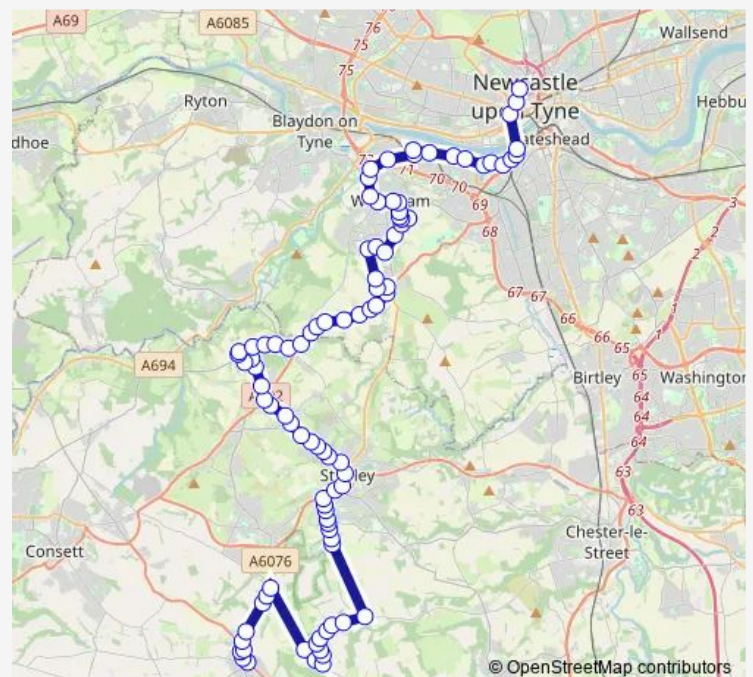 A69
A6085
76
76
75
75
Wallsend
Newcastle
upon Tyne
Ryton
Hebbu
Blaydon on
Tyne
dhoe
ateshead
71
70
70
69
68
3
2
2
67
67
66
66
65
1
65
64
64
64
63
63
A694
Birtley
Washington
Stanley
Chester-le-
Street
Consett
A6076
© OpenStreetMap contributors